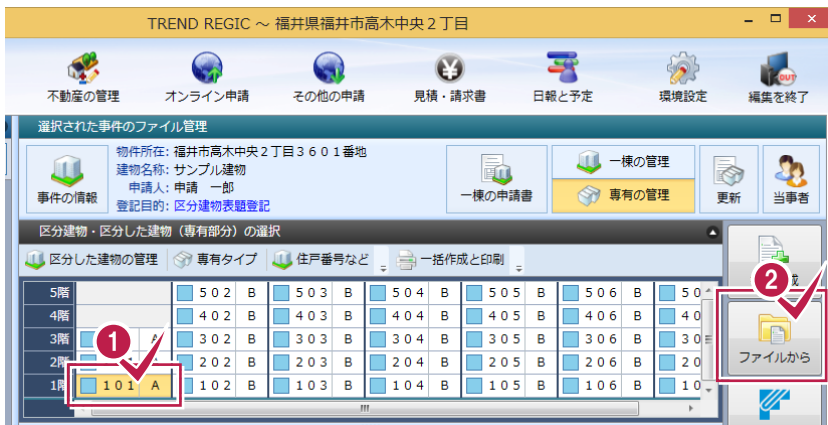 TREND REGIC ～ 福井県福井市高木中央２丁目
不動産の管理 オンライン申請 その他の申請 見積・請求書 日報と予定 環境設定 編集を終了
選択された事件のファイル管理
物件所在: 福井市高木中央２丁目３６０１番地
建物名称: サンプル建物
申請人: 申請　一郎
登記目的: 区分建物表題登記
事件の情報 一棟の申請書 一棟の管理 専有の管理 更新 当事者
区分建物・区分した建物（専有部分）の選択
区分した建物の管理 専有タイプ 住戸番号など 一括作成と印刷
5階 502 B 503 B 504 B 505 B 506 B 50
4階 402 B 403 B 404 B 405 B 406 B 40
3階 A 302 B 303 B 304 B 305 B 306 B 30
2階 202 B 203 B 204 B 205 B 206 B 20
1階 101 A 102 B 103 B 104 B 105 B 106 B 10
1
2
成
ファイルから